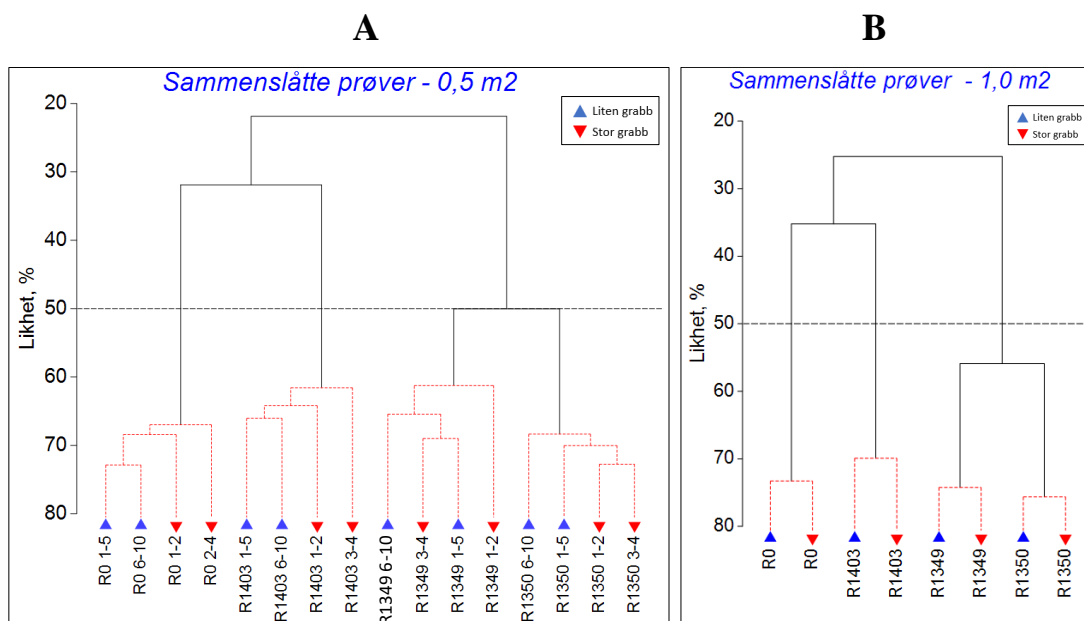 A
Sammenslåtte prøver - 0,5 m2
Liten grabb
Stor grabb
Likhet, %
20
30
40
50
60
70
80
R0 1-5
R0 6-10
R0 1-2
R0 2-4
R1403 1-5
R1403 6-10
R1403 1-2
R1403 3-4
R1349 6-10
R1349 3-4
R1349 1-5
R1349 1-2
R1350 6-10
R1350 1-5
R1350 1-2
R1350 3-4
B
Sammenslåtte prøver - 1,0 m2
Liten grabb
Stor grabb
Likhet, %
20
30
40
50
60
70
80
R0
R0
R1403
R1403
R1349
R1349
R1350
R1350